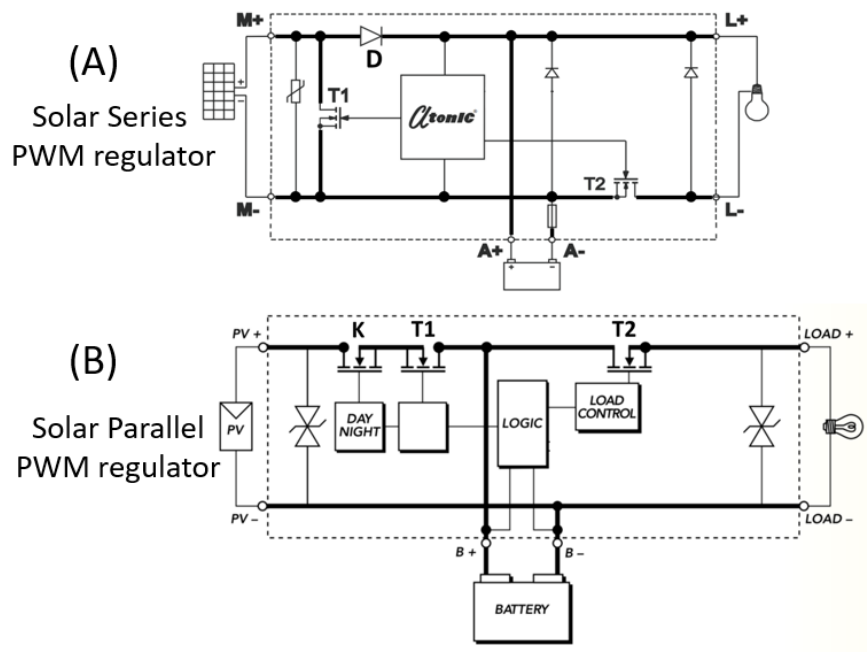 M+
L+
(A)
D
+
−
T1
αtonic®
Solar Series
PWM regulator
T2
M-
L-
A+
A-
+
−
PV +
K
T1
T2
LOAD +
(B)
Solar Parallel
PWM regulator
PV
DAY
NIGHT
LOGIC
LOAD
CONTROL
PV −
LOAD −
B +
B −
BATTERY